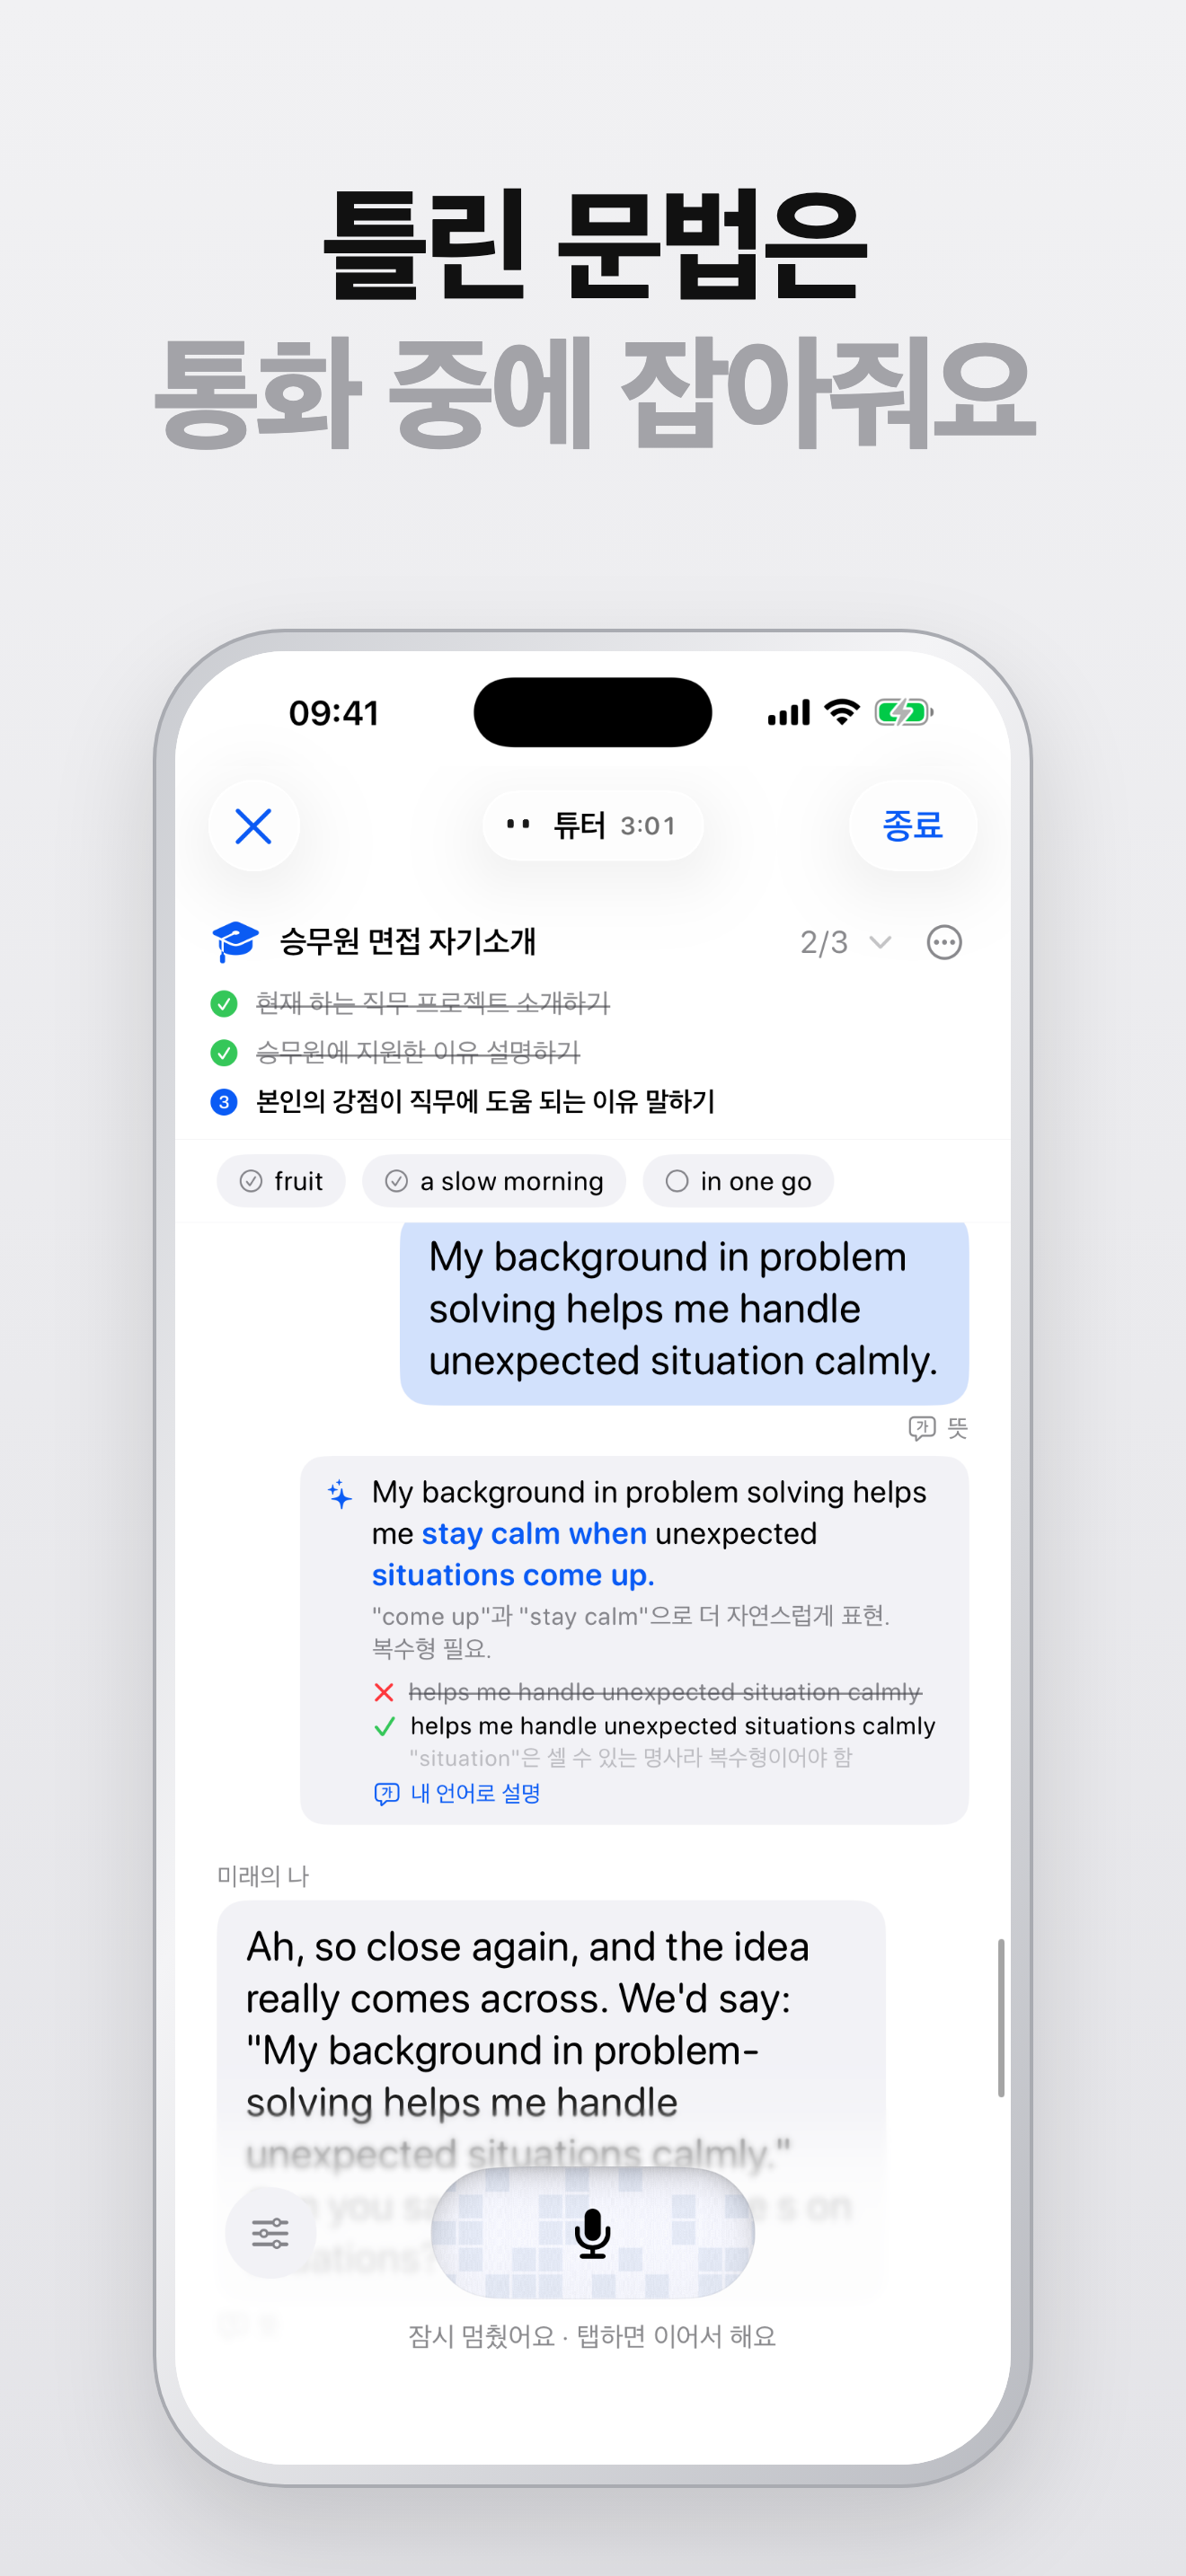 틀린 문법은
통화 중에 잡아줘요
09:41
튜터 3:01
종료
승무원 면접 자기소개
2/3
현재 하는 직무 프로젝트 소개하기
승무원에 지원한 이유 설명하기
3 본인의 강점이 직무에 도움 되는 이유 말하기
fruit
a slow morning
in one go
My background in problem
solving helps me handle
unexpected situation calmly.
가 뜻
My background in problem solving helps
me stay calm when unexpected
situations come up.
"come up"과 "stay calm"으로 더 자연스럽게 표현.
복수형 필요.
helps me handle unexpected situation calmly
helps me handle unexpected situations calmly
"situation"은 셀 수 있는 명사라 복수형이어야 함
가 내 언어로 설명
미래의 나
Ah, so close again, and the idea
really comes across. We'd say:
"My background in problem-
solving helps me handle
unexpected situations calmly."
you
s on
잠시 멈췄어요 · 탭하면 이어서 해요